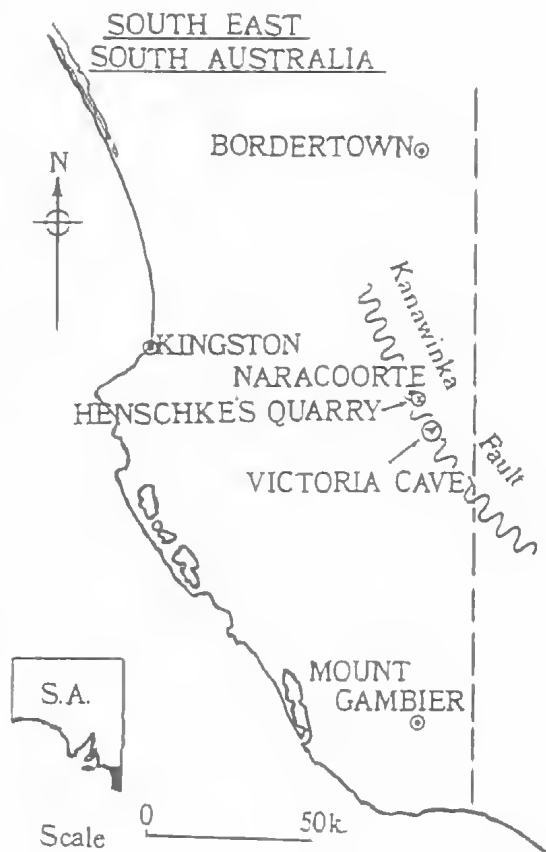 SOUTH EAST
SOUTH AUSTRALIA
BORDERTOWN
N
Kanawinka
Fault
KINGSTON
NARACOORTE
HENSCHKE'S QUARRY
VICTORIA CAVE
MOUNT
GAMBIER
S.A.
0 50k
Scale